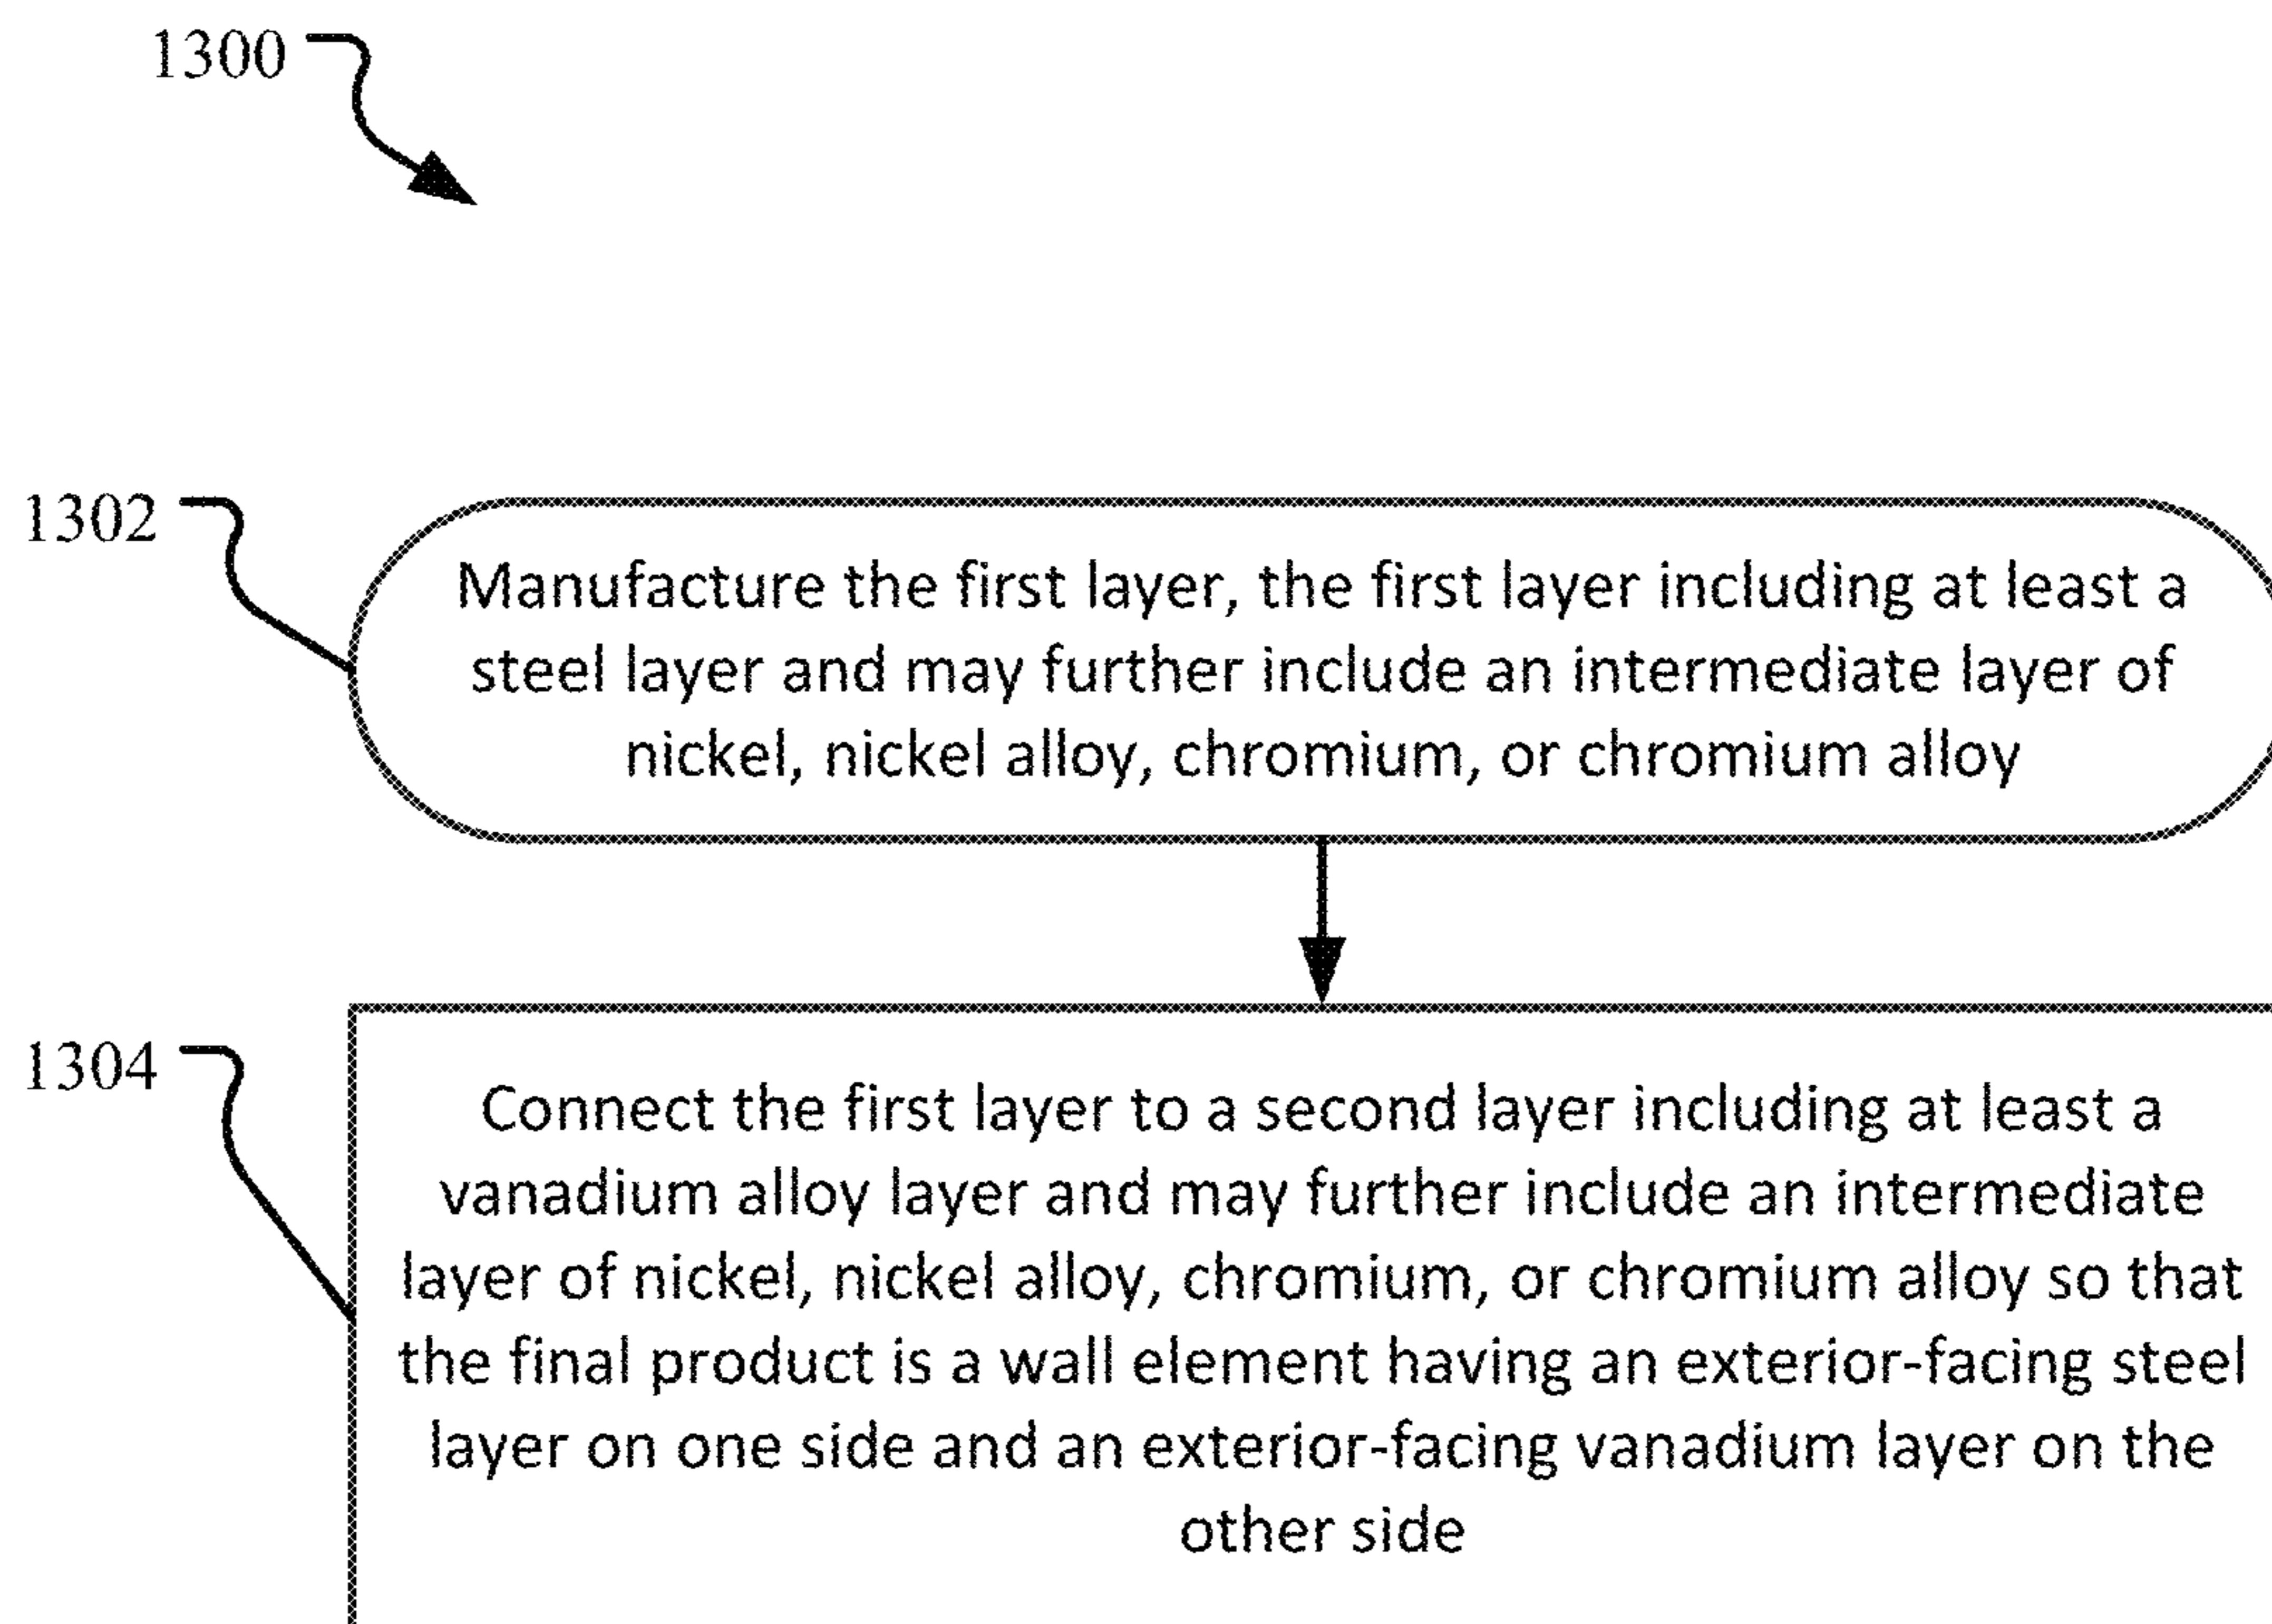 1300
1302
Manufacture the first layer, the first layer including at least a
steel layer and may further include an intermediate layer of
nickel, nickel alloy, chromium, or chromium alloy
1304
Connect the first layer to a second layer including at least a
vanadium alloy layer and may further include an intermediate
layer of nickel, nickel alloy, chromium, or chromium alloy so that
the final product is a wall element having an exterior-facing steel
layer on one side and an exterior-facing vanadium layer on the
other side